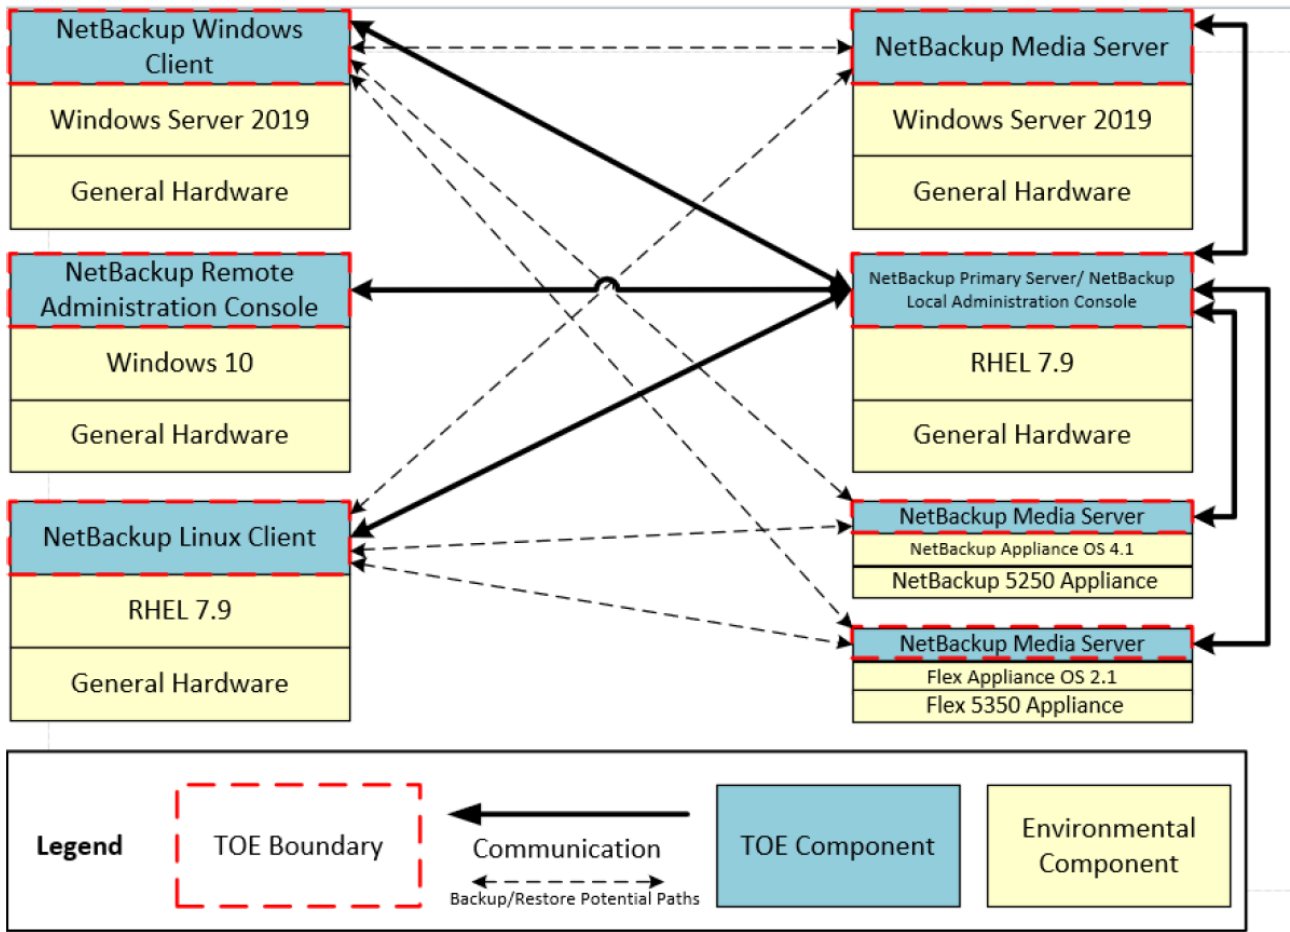 NetBackup Windows
Client
Windows Server 2019
General Hardware
NetBackup Remote
Administration Console
Windows 10
General Hardware
NetBackup Linux Client
RHEL 7.9
General Hardware
NetBackup Media Server
Windows Server 2019
General Hardware
NetBackup Primary Server/ NetBackup
Local Administration Console
RHEL 7.9
General Hardware
NetBackup Media Server
NetBackup Appliance OS 4.1
NetBackup 5250 Appliance
NetBackup Media Server
Flex Appliance OS 2.1
Flex 5350 Appliance
Legend
TOE Boundary
Communication
Backup/Restore Potential Paths
TOE Component
Environmental
Component